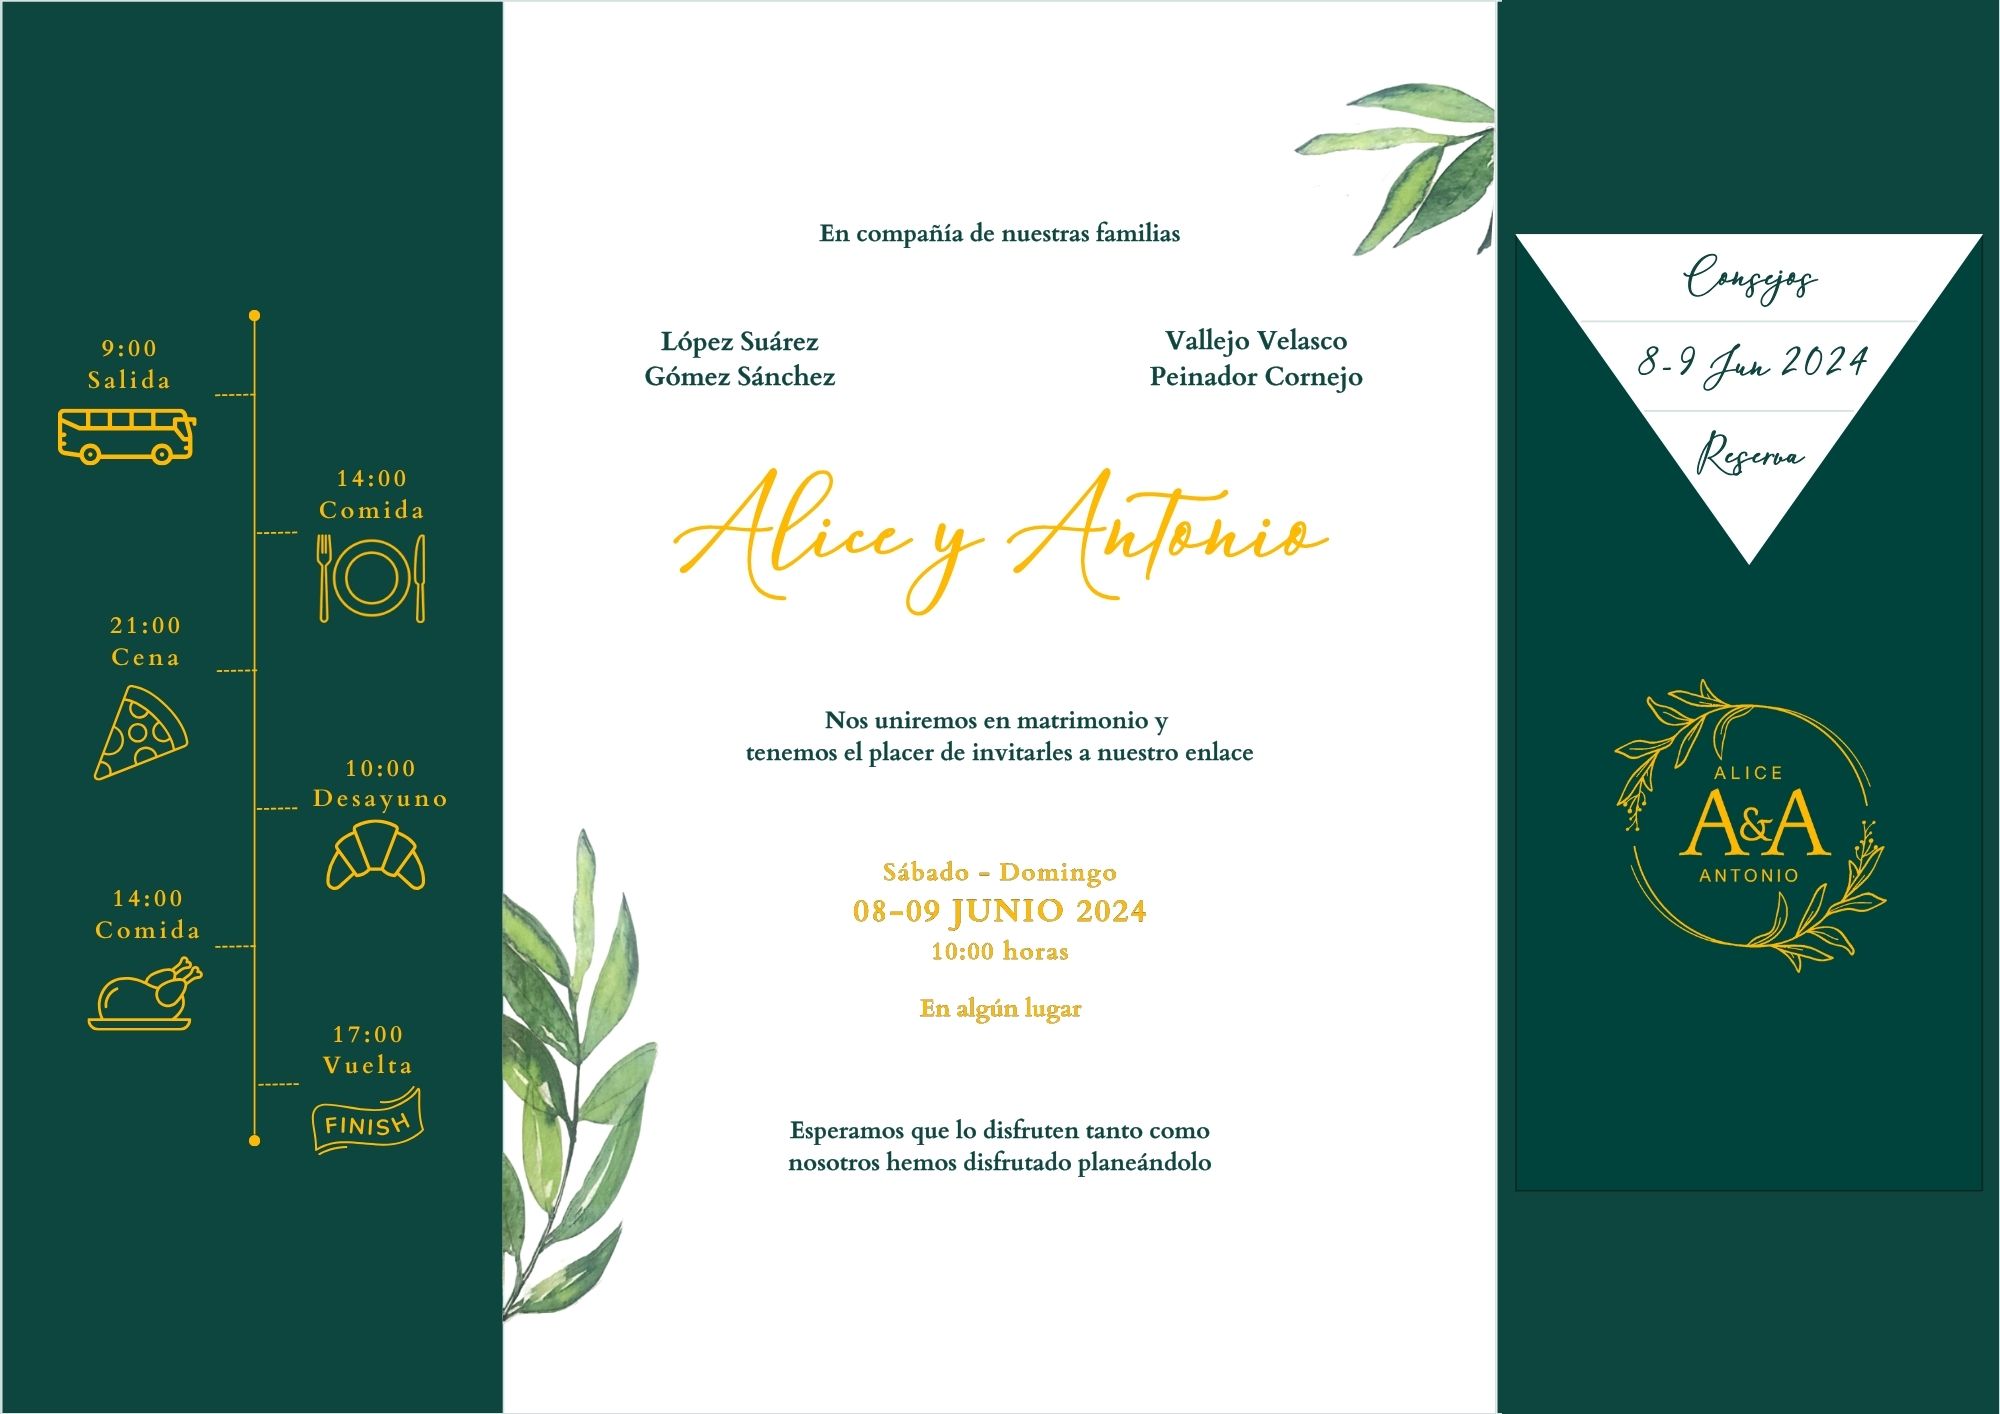 9:00
Salida
14:00
Comida
21:00
Cena
10:00
Desayuno
14:00
Comida
17:00
Vuelta
FINISH
En compañía de nuestras familias
López Suárez
Gómez Sánchez
Vallejo Velasco
Peinador Cornejo
Alice y Antonio
Nos uniremos en matrimonio y
tenemos el placer de invitarles a nuestro enlace
Sábado - Domingo
08-09 JUNIO 2024
10:00 horas
En algún lugar
Esperamos que lo disfruten tanto como
nosotros hemos disfrutado planeándolo
Consejos
8-9 Jun 2024
Reserva
ALICE
A&A
ANTONIO